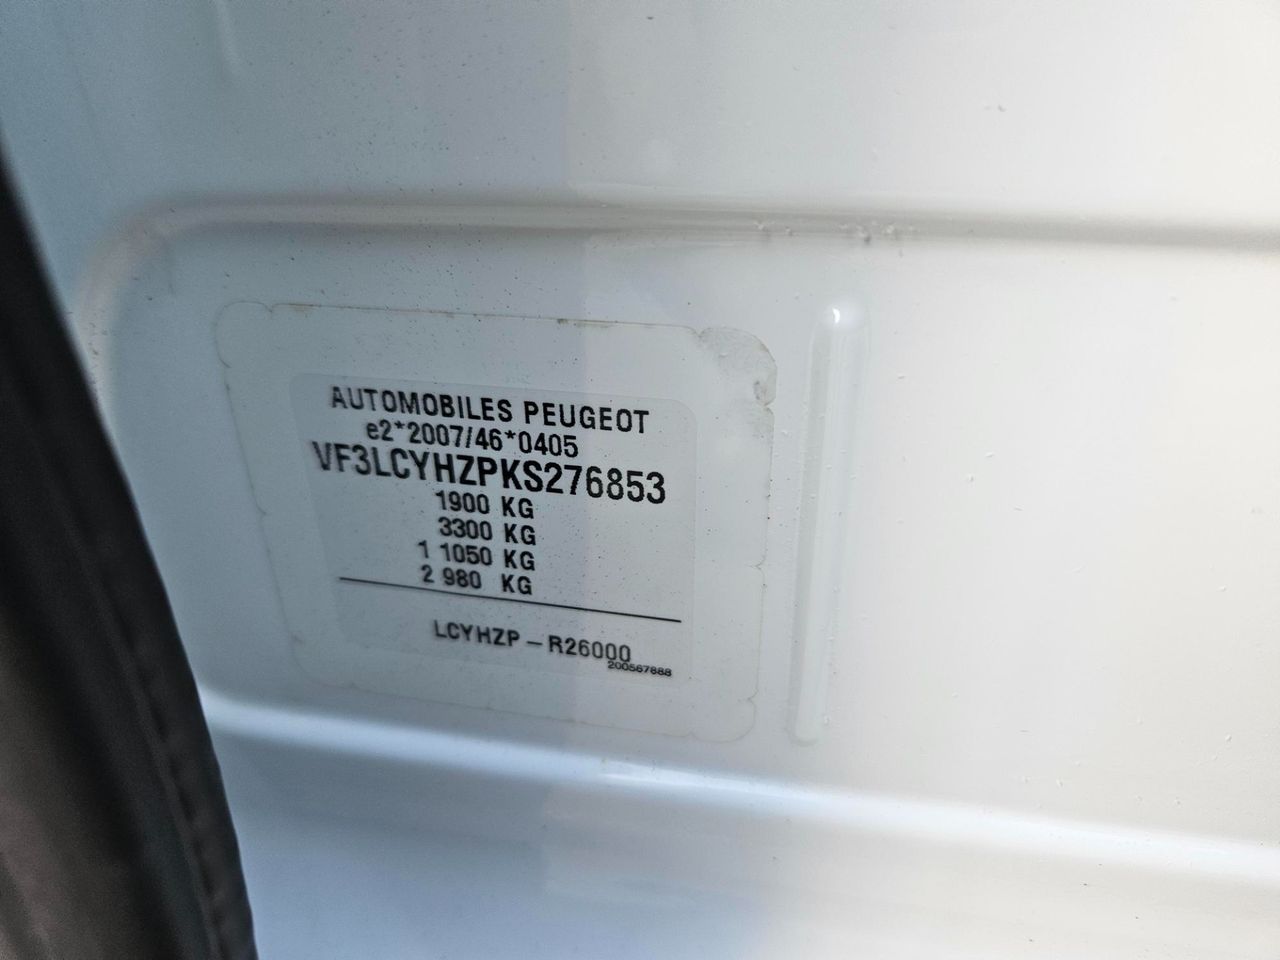 AUTOMOBILES PEUGEOT
e2*2007/46*0405
VF3LCYHZPKS276853
1900 KG
3300 KG
1 1050 KG
2 980 KG
LCYHZP – R26000
200567888